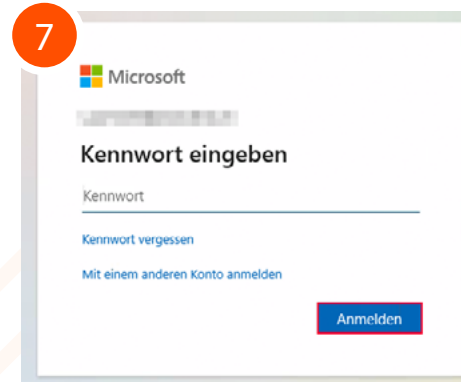 7
Microsoft
Kennwort eingeben
Kennwort
Kennwort vergessen
Mit einem anderen Konto anmelden
Anmelden